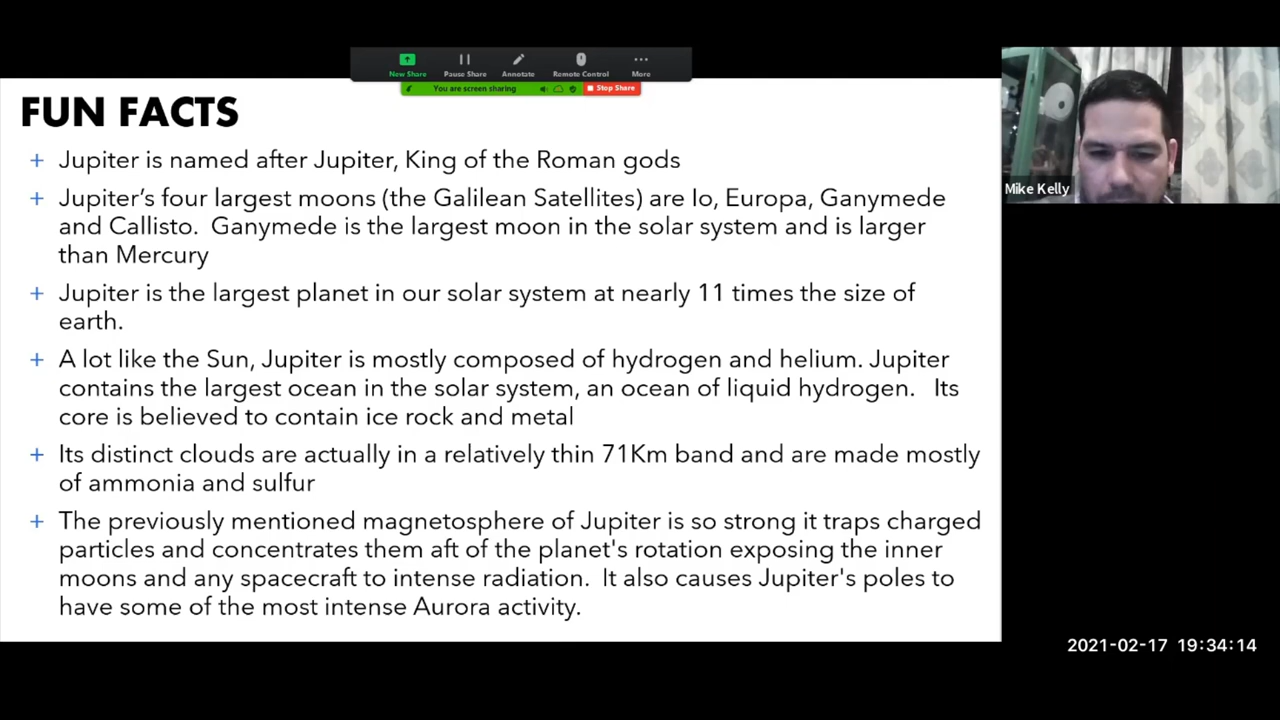 New Share
Pause Share
Annotate
Remote Control
More
You are screen sharing
Stop Share
FUN FACTS
+ Jupiter is named after Jupiter, King of the Roman gods
+ Jupiter’s four largest moons (the Galilean Satellites) are Io, Europa, Ganymede
and Callisto.  Ganymede is the largest moon in the solar system and is larger
than Mercury
+ Jupiter is the largest planet in our solar system at nearly 11 times the size of
earth.
+ A lot like the Sun, Jupiter is mostly composed of hydrogen and helium. Jupiter
contains the largest ocean in the solar system, an ocean of liquid hydrogen.   Its
core is believed to contain ice rock and metal
+ Its distinct clouds are actually in a relatively thin 71Km band and are made mostly
of ammonia and sulfur
+ The previously mentioned magnetosphere of Jupiter is so strong it traps charged
particles and concentrates them aft of the planet's rotation exposing the inner
moons and any spacecraft to intense radiation.  It also causes Jupiter's poles to
have some of the most intense Aurora activity.
Mike Kelly
2021-02-17 19:34:14